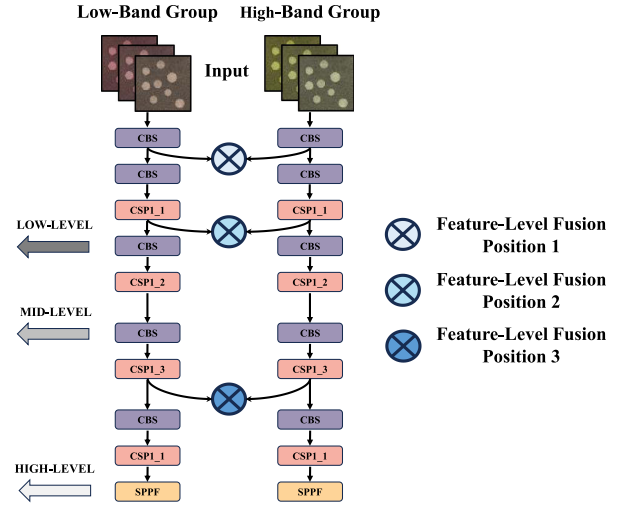 Low-Band Group
High-Band Group
Input
CBS
CBS
CBS
CBS
CSP1_1
CSP1_1
LOW-LEVEL
CBS
CBS
Feature-Level Fusion
Position 1
CSP1_2
CSP1_2
Feature-Level Fusion
Position 2
MID-LEVEL
CBS
CBS
Feature-Level Fusion
Position 3
CSP1_3
CSP1_3
CBS
CBS
CSP1_1
CSP1_1
HIGH-LEVEL
SPPF
SPPF